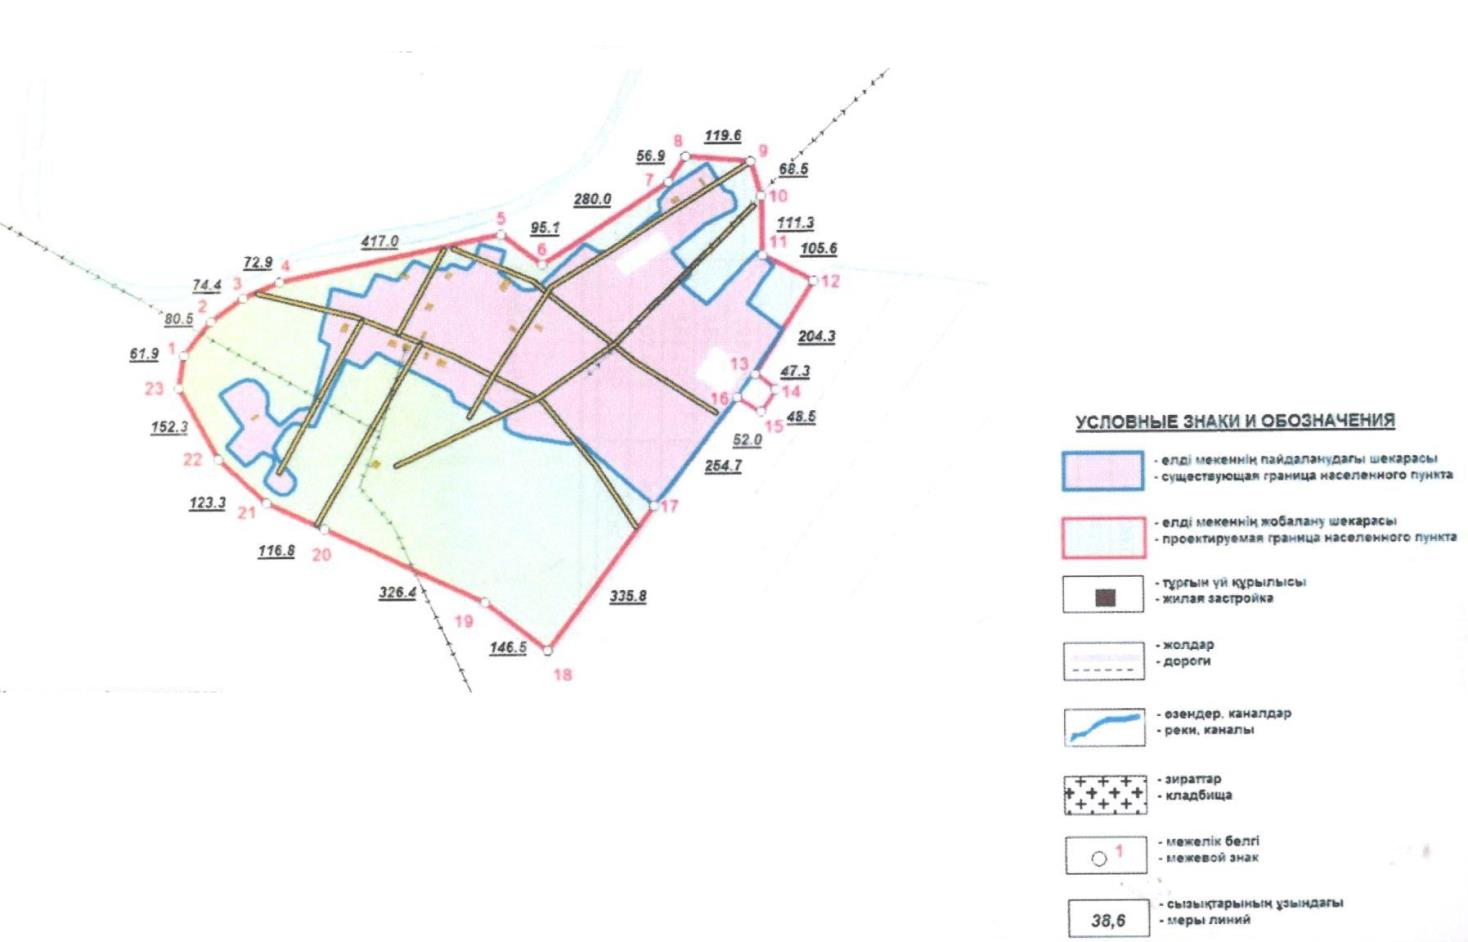 8
119.6
9
56.9
7
68.5
280.0
10
5
95.1
111.3
417.0
11
105.6
6
72.9
4
12
74.4
3
2
80.5
204.3
1
61.9
13
47.3
23
14
16
48.5
15
152.3
52.0
22
254.7
123.3
21
17
116.8
20
326.4
335.8
19
146.5
18
УСЛОВНЫЕ ЗНАКИ И ОБОЗНАЧЕНИЯ
- елді мекеннің пайдаланудағы шекарасы
- существующая граница населенного пункта
- елді мекеннің жобалану шекарасы
- проектируемая граница населенного пункта
- тұрғын үй құрылысы
- жилая застройка
- жолдар
- дороги
- өзендер, каналдар
- реки, каналы
- зираттар
- кладбища
1
- межелік белгі
- межевой знак
38,6
- сызықтарының ұзындағы
- меры линий